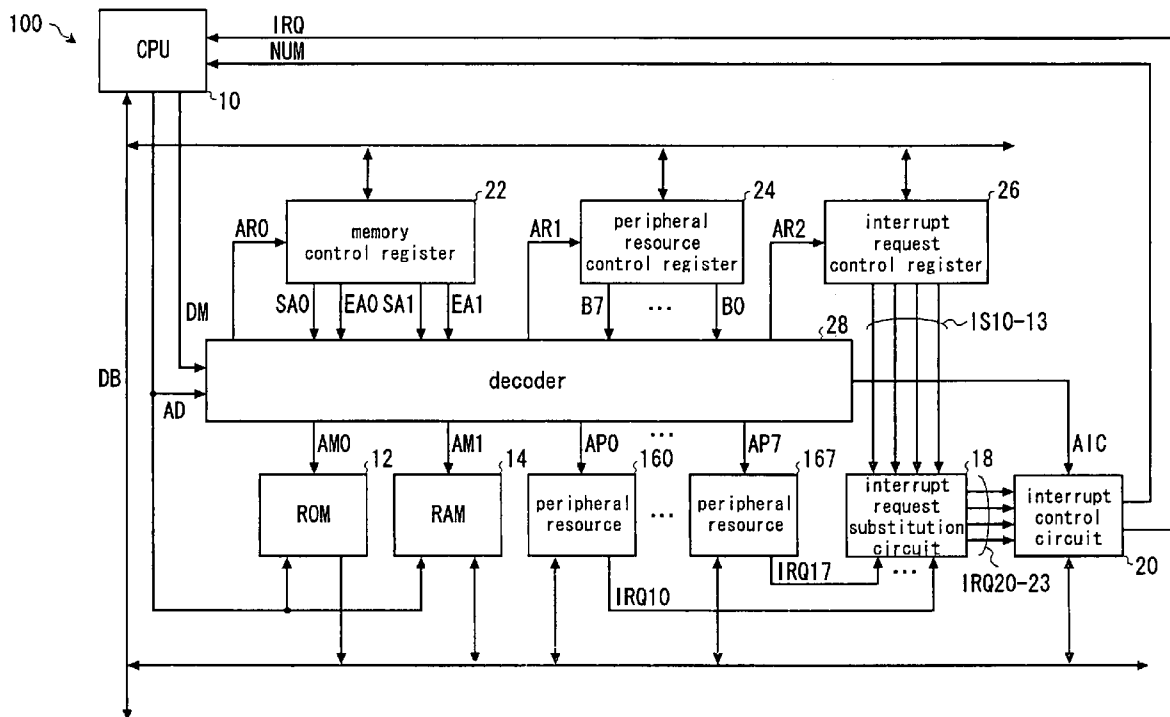 100
CPU
IRQ
NUM
10
22
24
26
AR0
memory
control register
AR1
peripheral
resource
control register
AR2
interrupt
request
control register
DM
SA0
EA0
SA1
EA1
B7
...
B0
IS10-13
28
DB
decoder
AD
AM0
AM1
AP0
...
AP7
AIC
12
14
160
167
18
ROM
RAM
peripheral
resource
...
peripheral
resource
interrupt
request
substitution
circuit
interrupt
control
circuit
20
IRQ10
IRQ17
...
IRQ20-23